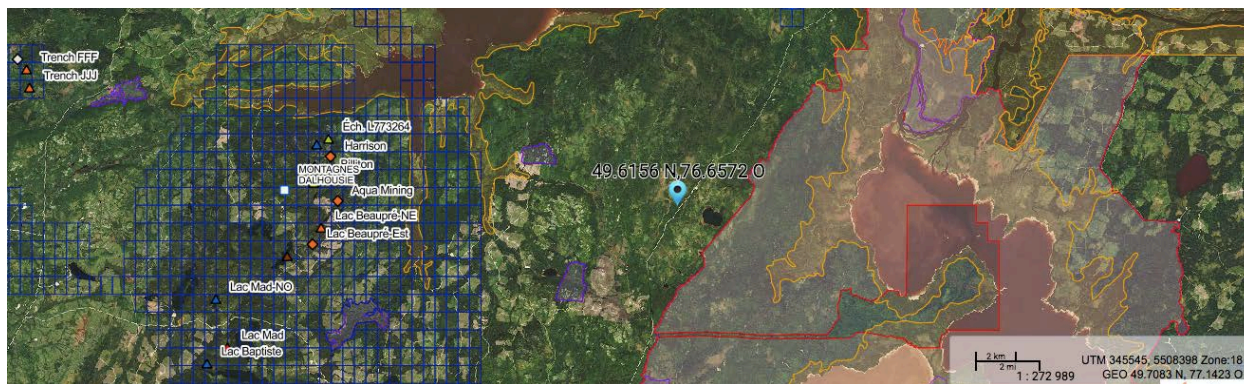 Trench FFF
Trench JJJ
Éch. L773264
Harrison
MONTAGNES
DALHOUSIE
Aqua Mining
Lac Beaupré-NE
Lac Beaupré-Est
Lac Mad-NO
Lac Mad
Lac Baptiste
49.6156 N,76.6572 O
2 km
2 mi
1 : 272 989
UTM 345545, 5508398 Zone:18
GEO 49.7083 N, 77.1423 O